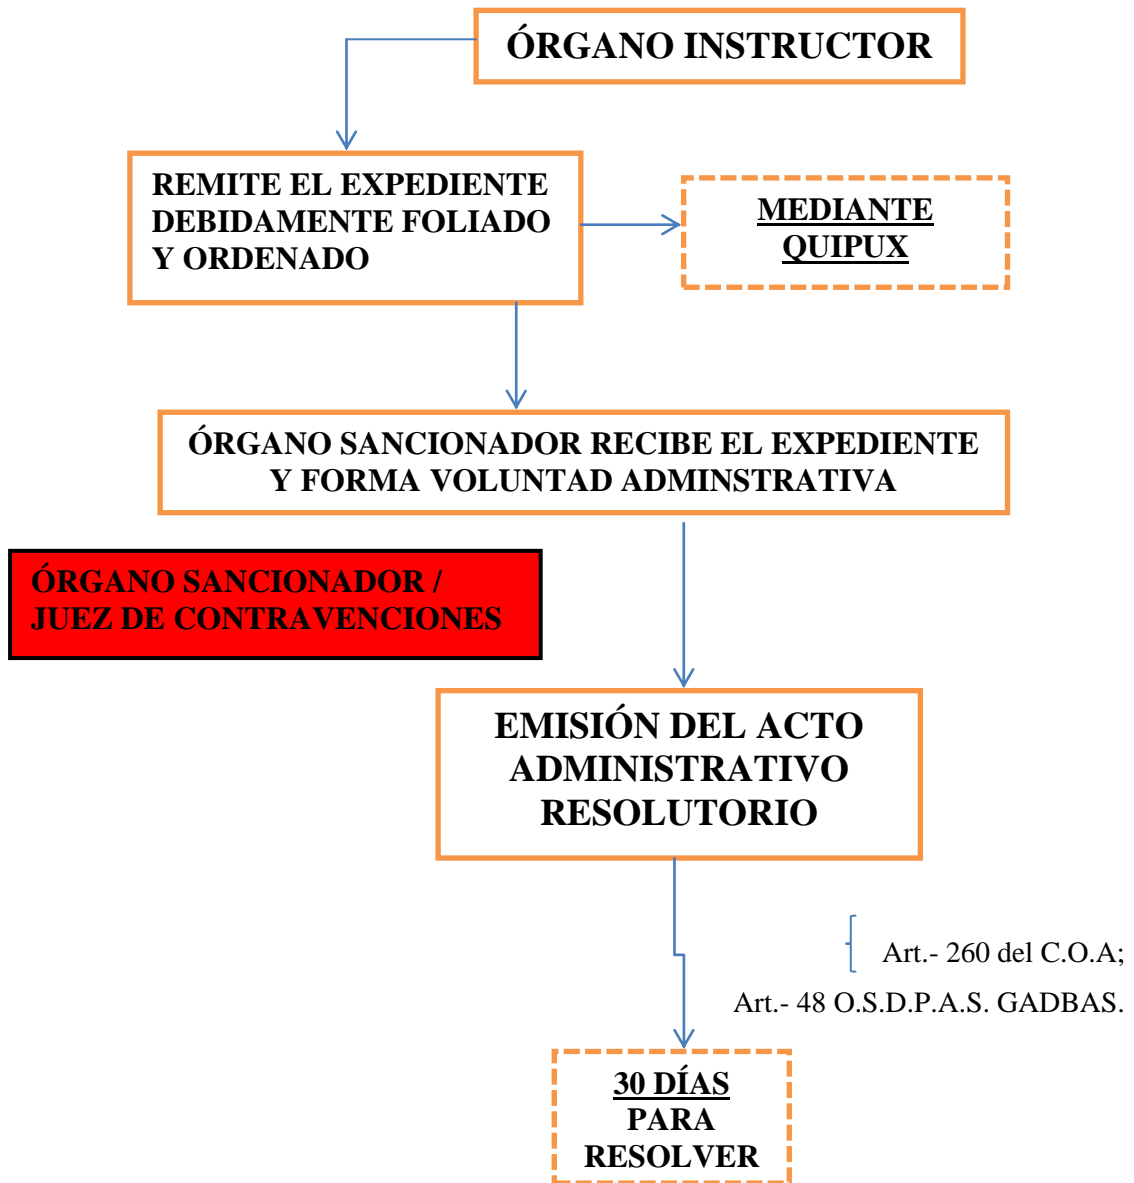 ÓRGANO INSTRUCTOR
REMITE EL EXPEDIENTE
DEBIDAMENTE FOLIADO
Y ORDENADO
MEDIANTE
QUIPUX
ÓRGANO SANCIONADOR RECIBE EL EXPEDIENTE
Y FORMA VOLUNTAD ADMINSTRATIVA
ÓRGANO SANCIONADOR /
JUEZ DE CONTRAVENCIONES
EMISIÓN DEL ACTO
ADMINISTRATIVO
RESOLUTORIO
Art.- 260 del C.O.A;
Art.- 48 O.S.D.P.A.S. GADBAS.
30 DÍAS
PARA
RESOLVER